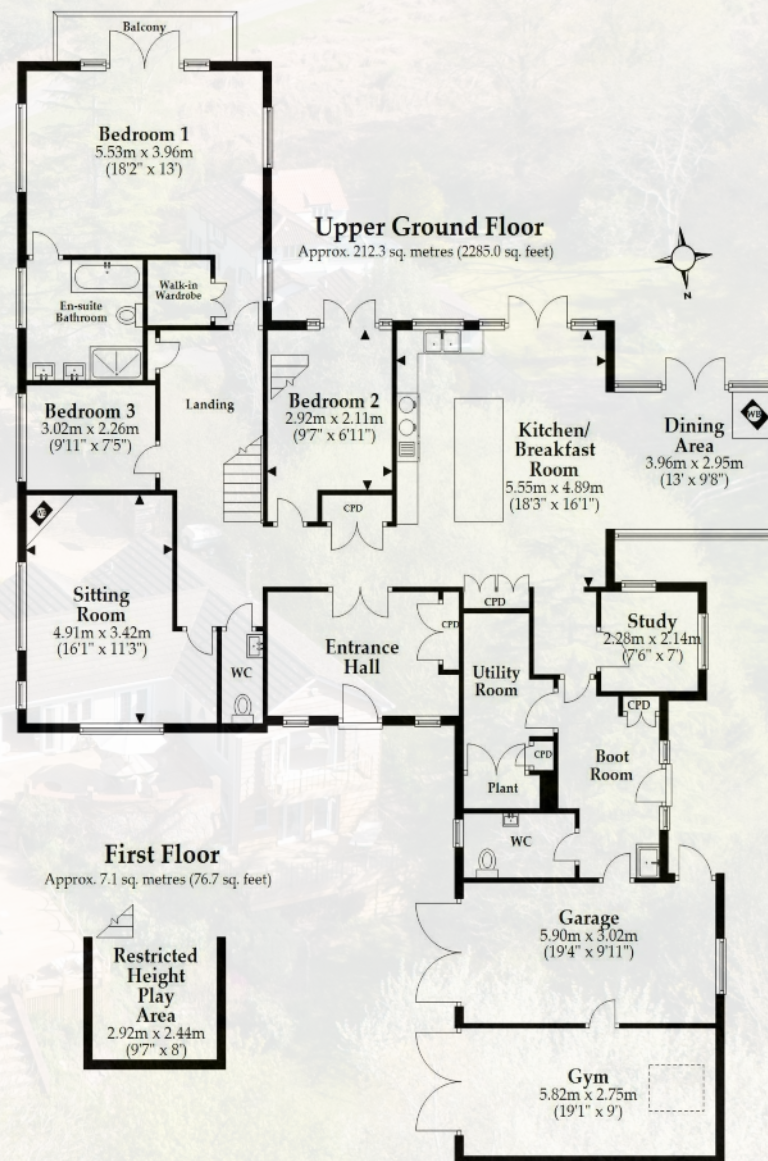 Balcony
Bedroom 1
5.53m x 3.96m
(18'2" x 13')
Upper Ground Floor
Approx. 212.3 sq. metres (2285.0 sq. feet)
N
En-suite
Bathroom
Walk-in
Wardrobe
Landing
Bedroom 2
2.92m x 2.11m
(9'7" x 6'11")
Bedroom 3
3.02m x 2.26m
(9'11" x 7'5")
Kitchen/
Breakfast
Room
5.55m x 4.89m
(18'3" x 16'1")
Dining
Area
3.96m x 2.95m
(13' x 9'8")
WB
WB
CPD
Sitting
Room
4.91m x 3.42m
(16'1" x 11'3")
WC
Entrance
Hall
CPD
CPD
Utility
Room
Study
2.28m x 2.14m
(7'6" x 7')
CPD
Boot
Room
CPD
Plant
WC
First Floor
Approx. 7.1 sq. metres (76.7 sq. feet)
Restricted
Height
Play
Area
2.92m x 2.44m
(9'7" x 8')
Garage
5.90m x 3.02m
(19'4" x 9'11")
Gym
5.82m x 2.75m
(19'1" x 9')